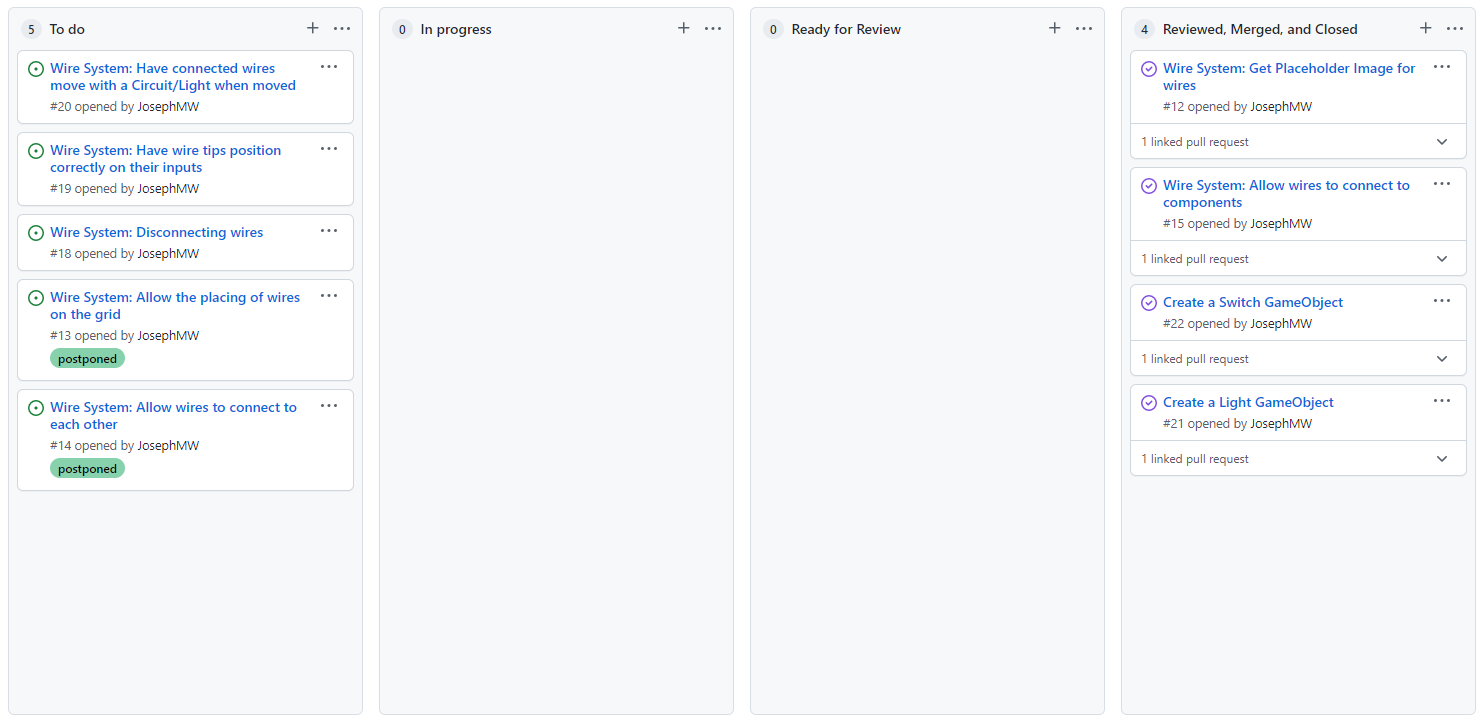 5 To do
Wire System: Have connected wires
move with a Circuit/Light when moved
#20 opened by JosephMW
Wire System: Have wire tips position
correctly on their inputs
#19 opened by JosephMW
Wire System: Disconnecting wires
#18 opened by JosephMW
Wire System: Allow the placing of wires
on the grid
#13 opened by JosephMW
postponed
Wire System: Allow wires to connect to
each other
#14 opened by JosephMW
postponed
0 In progress
0 Ready for Review
4 Reviewed, Merged, and Closed
Wire System: Get Placeholder Image for
wires
#12 opened by JosephMW
1 linked pull request
Wire System: Allow wires to connect to
components
#15 opened by JosephMW
1 linked pull request
Create a Switch GameObject
#22 opened by JosephMW
1 linked pull request
Create a Light GameObject
#21 opened by JosephMW
1 linked pull request